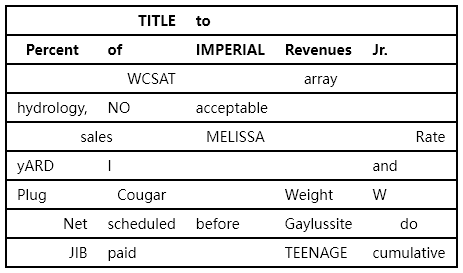 TITLE to
Percent of IMPERIAL Revenues Jr.
WCSAT array
hydrology, NO acceptable
sales MELISSA Rate
yARD I and
Plug Cougar Weight W
Net scheduled before Gaylussite do
JIB paid TEENAGE cumulative